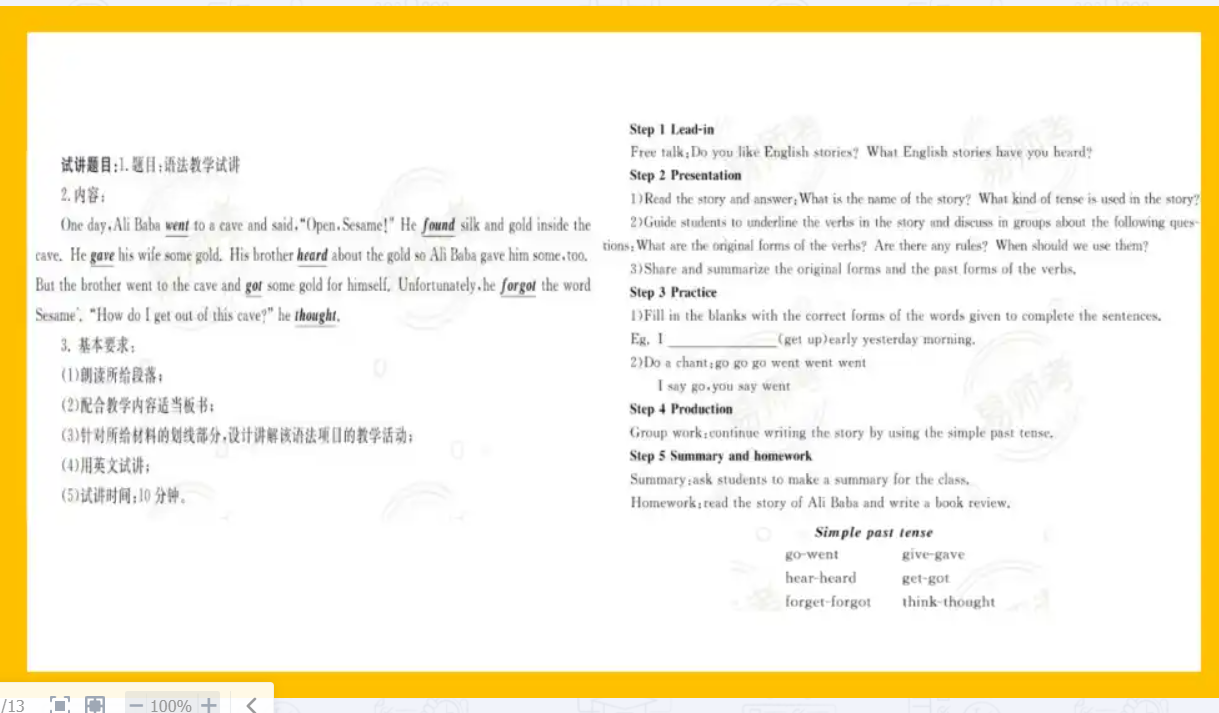 试讲题目:1.题目:语法教学试讲
2.内容:
One day,Ali Baba went to a cave and said,"Open,Sesame!" He found silk and gold inside the
cave. He gave his wife some gold. His brother heard about the gold so Ali Baba gave him some,too.
But the brother went to the cave and got some gold for himself. Unfortunately,he forgot the word
Sesame'. "How do I get out of this cave?" he thought.
3. 基本要求:
(1)朗读所给段落;
(2)配合教学内容适当板书;
(3)针对所给材料的划线部分,设计讲解该语法项目的教学活动;
(4)用英文试讲;
(5)试讲时间:10 分钟。
Step 1 Lead-in
Free talk:Do you like English stories? What English stories have you heard?
Step 2 Presentation
1)Read the story and answer:What is the name of the story? What kind of tense is used in the story?
2)Guide students to underline the verbs in the story and discuss in groups about the following ques-
tions:What are the original forms of the verbs? Are there any rules? When should we use them?
3)Share and summarize the original forms and the past forms of the verbs.
Step 3 Practice
1)Fill in the blanks with the correct forms of the words given to complete the sentences.
Eg. I ____________(get up)early yesterday morning.
2)Do a chant:go go go went went went
I say go,you say went
Step 4 Production
Group work:continue writing the story by using the simple past tense.
Step 5 Summary and homework
Summary:ask students to make a summary for the class.
Homework:read the story of Ali Baba and write a book review.
Simple past tense
go-went give-gave
hear-heard get-got
forget-forgot think-thought
易师考
/13 100%